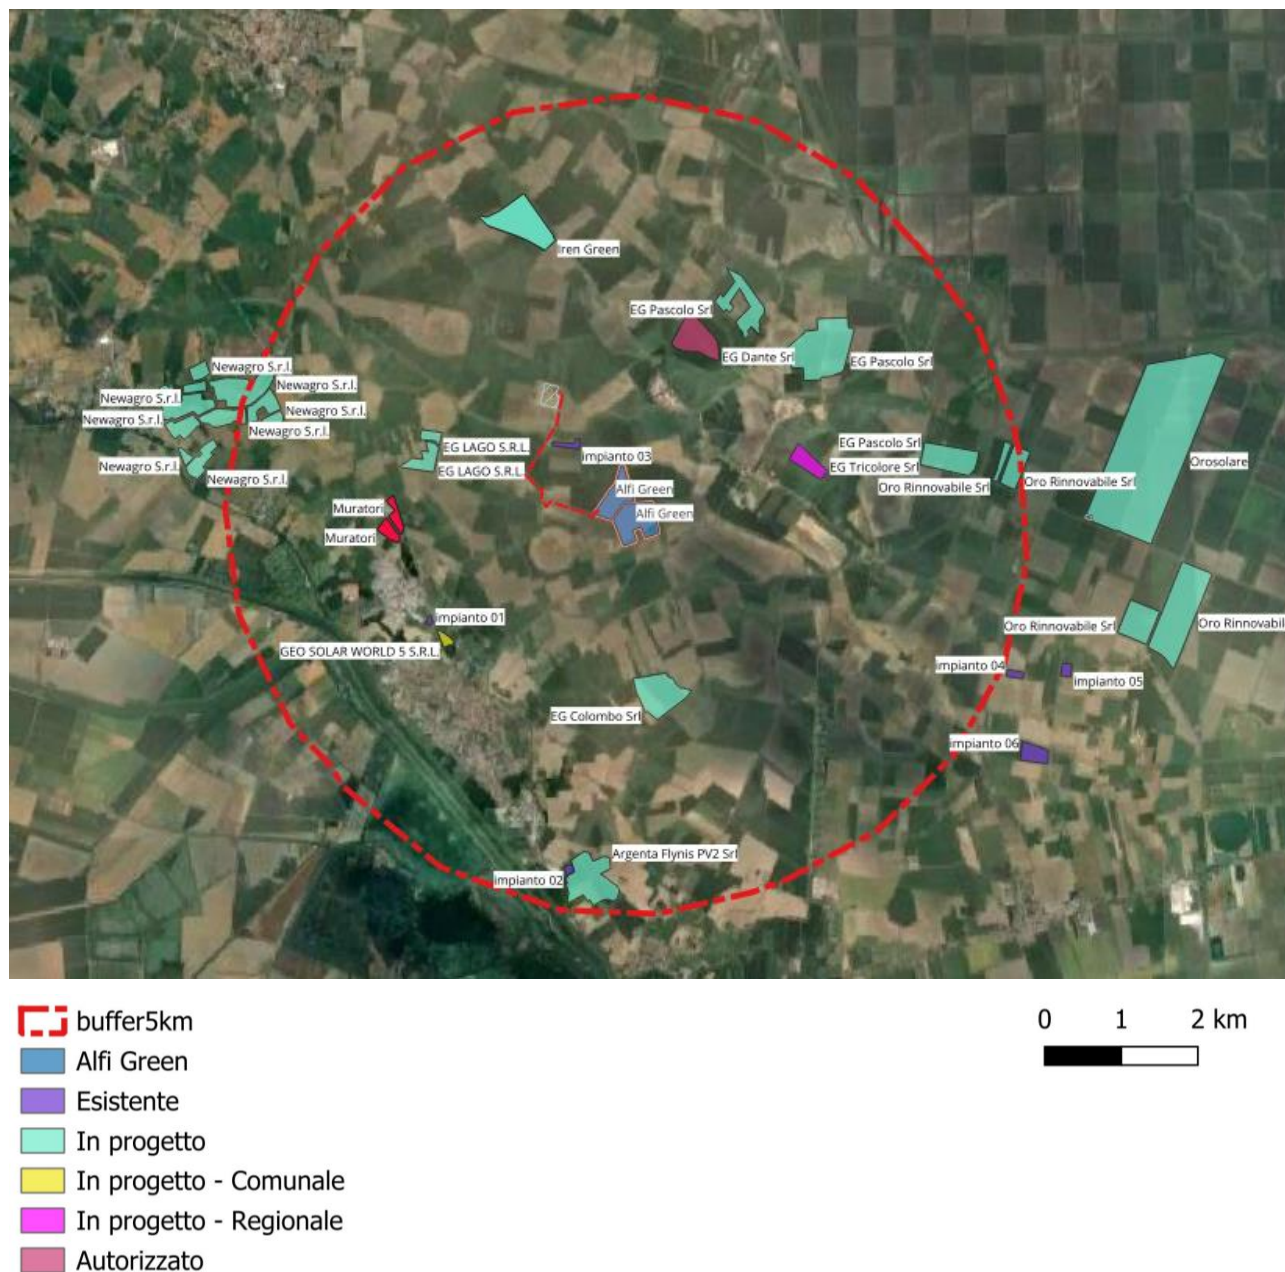 Iren Green
EG Pascolo Srl
EG Dante Srl
EG Pascolo Srl
Newagro S.r.l.
Newagro S.r.l.
Newagro S.r.l.
Newagro S.r.l.
Newagro S.r.l.
Newagro S.r.l.
Newagro S.r.l.
Newagro S.r.l.
EG LAGO S.R.L.
EG LAGO S.R.L.
impianto 03
EG Pascolo Srl
EG Tricolore Srl
Oro Rinnovabile Srl
Oro Rinnovabile Srl
Orosolare
Alfi Green
Alfi Green
Muratori
Muratori
impianto 01
GEO SOLAR WORLD 5 S.R.L.
Oro Rinnovabile Srl
Oro Rinnovabil
impianto 04
impianto 05
EG Colombo Srl
impianto 06
Argenta Flynis PV2 Srl
impianto 02
buffer5km
Alfi Green
Esistente
In progetto
In progetto - Comunale
In progetto - Regionale
Autorizzato
0 1 2 km